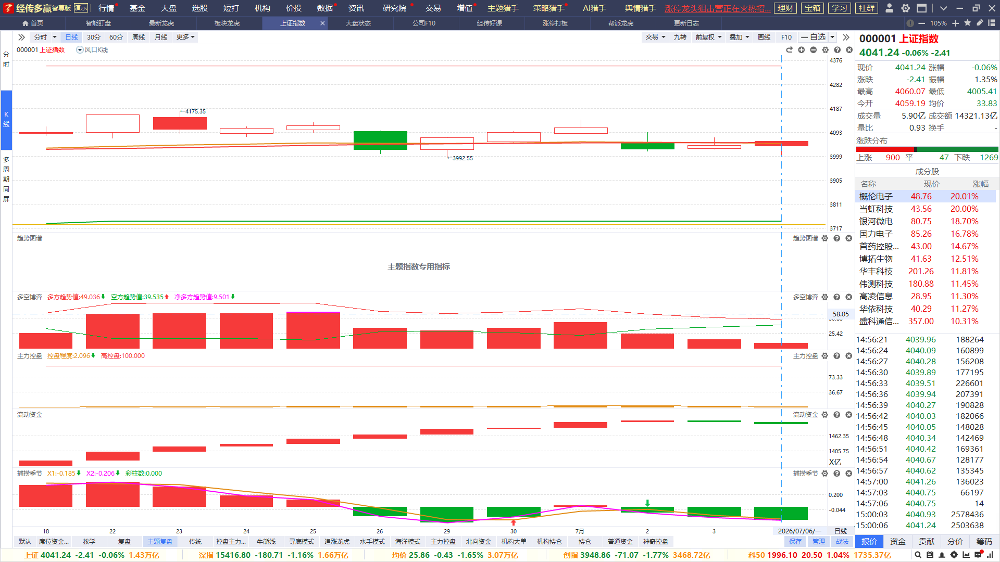 经传多赢 智尊版 演示 行情 基金 大盘 选股 短打 机构 价投 数据 资讯 研究院 交易 增值 主题猎手 策略猎手 AI猎手 舆情猎手 涨停龙头狙击营正在火热招... 理财 宝箱 学习 社群
首页 智能盯盘 最新龙虎 板块龙虎 上证指数 大盘状态 公司F10 经传好课 涨停打板 帮派龙虎 更新日志 105%
分时 日线 30分 60分 周线 月线 更多 交易 九转 前复权 叠加 画线 F10 自选
000001 上证指数 风口K线
分时
K线
多周期同屏
4376
4282
4187
4093
3999
3905
3811
3717
4175.35
3992.55
趋势图谱 趋势图谱
主题指数专用指标
多空博弈 多方趋势值:49.036 空方趋势值:39.535 净多方趋势值:9.501 多空博弈
58.05
25.42
主力控盘 控盘程度:2.096 高控盘:100.000 主力控盘
73.33
36.67
流动资金 流动资金
1462.35
1405.75
X亿
捕捞季节 X1:-0.185 X2:-0.206 彩柱数:0.000 捕捞季节
0.200
-0.044
18 22 23 24 25 26 29 30 7月 2 3 2026/07/06/一 日线
默认 席位资金... 教学 复盘 主题复盘 传统 控盘主力... 牛能线 寻底模式 追涨龙虎 水手模式 海洋模式 主力控盘 北向资金 机构大单 机构持仓 持仓 普通资金 神奇控盘 保存 管理 战法
000001 上证指数
4041.24 -0.06% -2.41
现价 4041.24 涨幅 -0.06%
涨跌 -2.41 振幅 1.35%
最高 4060.07 最低 4005.41
今开 4059.19 均价 33.83
成交量 5.90亿 成交额 14321.13亿
量比 0.93 换手 -
涨跌分布
上涨 900 平 47 下跌 1269
成分股
名称 现价 涨幅
概伦电子 48.76 20.01%
当虹科技 43.56 20.00%
银河微电 80.75 18.70%
国力电子 85.26 16.78%
首药控股... 43.00 14.67%
博拓生物 41.63 12.51%
华丰科技 201.26 11.81%
伟测科技 180.88 11.45%
高凌信息 28.95 11.30%
华依科技 40.29 11.27%
盛科通信... 357.00 10.31%
14:56:21 4039.96 188264
14:56:24 4040.09 160899
14:56:27 4040.28 156208
14:56:30 4039.89 177195
14:56:33 4039.51 226601
14:56:36 4039.94 207391
14:56:39 4040.27 190828
14:56:42 4040.03 182066
14:56:45 4040.05 148028
14:56:48 4040.34 142469
14:56:51 4040.42 169361
14:56:54 4040.67 128177
14:56:57 4040.62 135345
14:57:00 4041.26 136023
14:57:03 4040.75 66197
14:57:06 4040.75 14
15:00:03 4040.93 2578436
15:00:06 4041.24 2503638
报价 资金 贡献 分价 筹码
上证 4041.24 -2.41 -0.06% 1.43万亿 深指 15416.80 -180.71 -1.16% 1.66万亿 均价 25.86 -0.43 -1.65% 3.07万亿 创指 3948.86 -71.07 -1.77% 3468.72亿 科50 1996.10 20.50 1.04% 1735.37亿